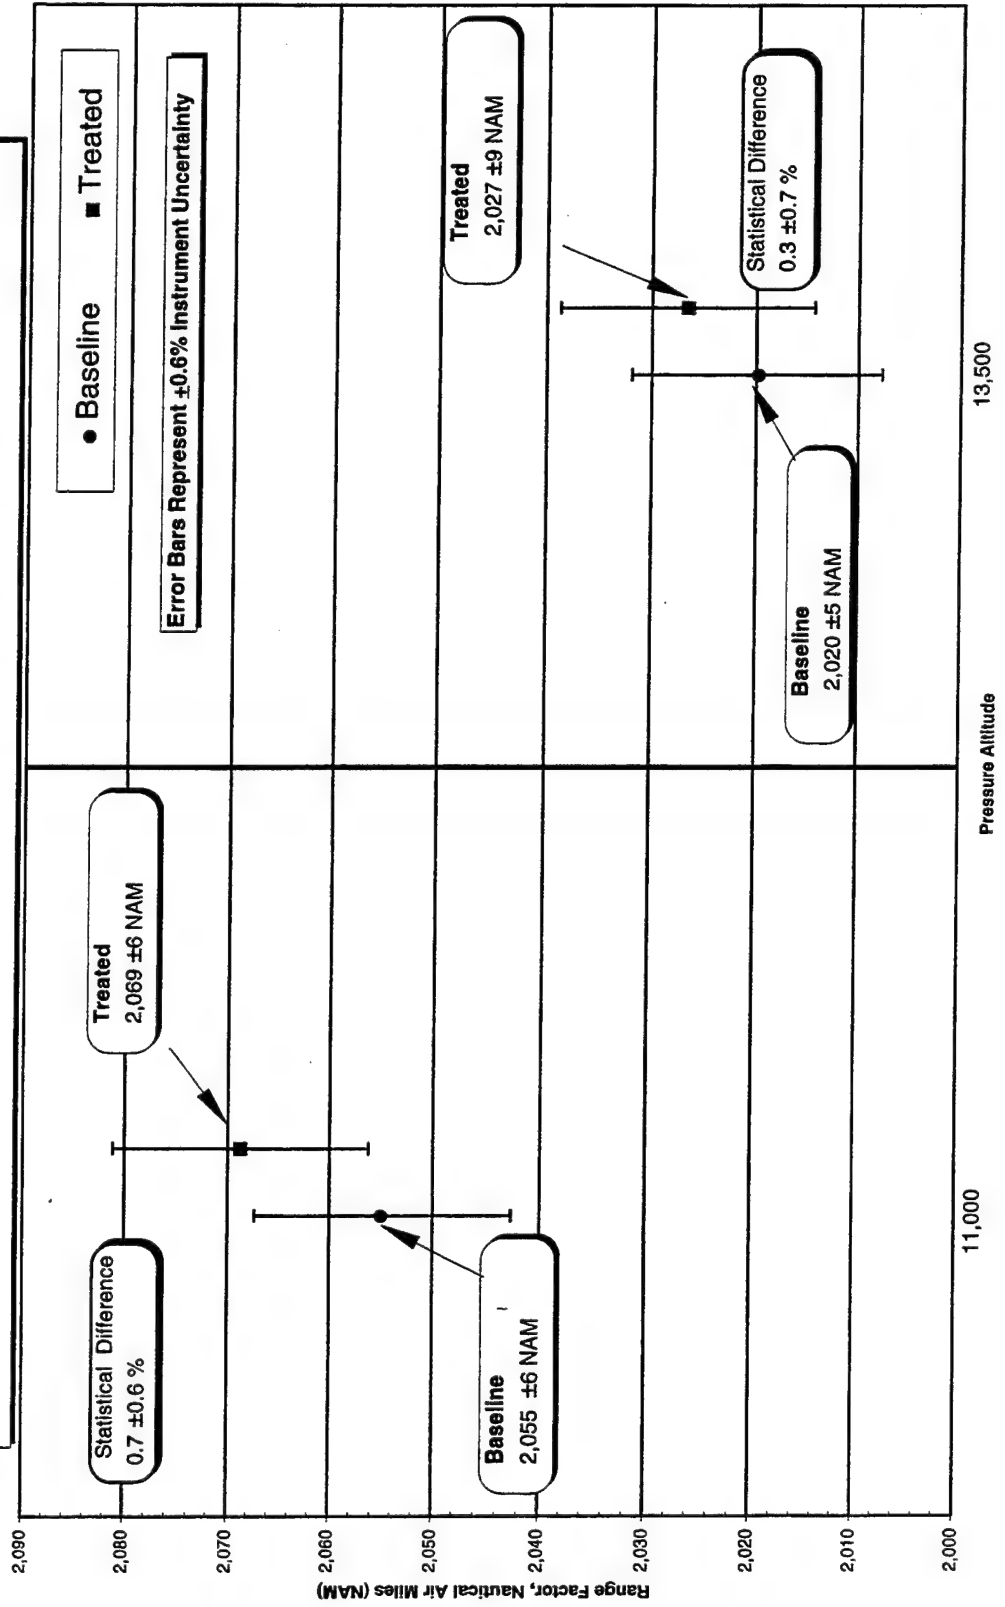 ● Baseline ■ Treated
Error Bars Represent ±0.6% Instrument Uncertainty
Statistical Difference
0.7 ±0.6 %
Treated
2,069 ±6 NAM
Baseline
2,055 ±6 NAM
Treated
2,027 ±9 NAM
Statistical Difference
0.3 ±0.7 %
Baseline
2,020 ±5 NAM
2,090
2,080
2,070
2,060
2,050
2,040
2,030
2,020
2,010
2,000
Range Factor, Nautical Air Miles (NAM)
11,000
13,500
Pressure Altitude